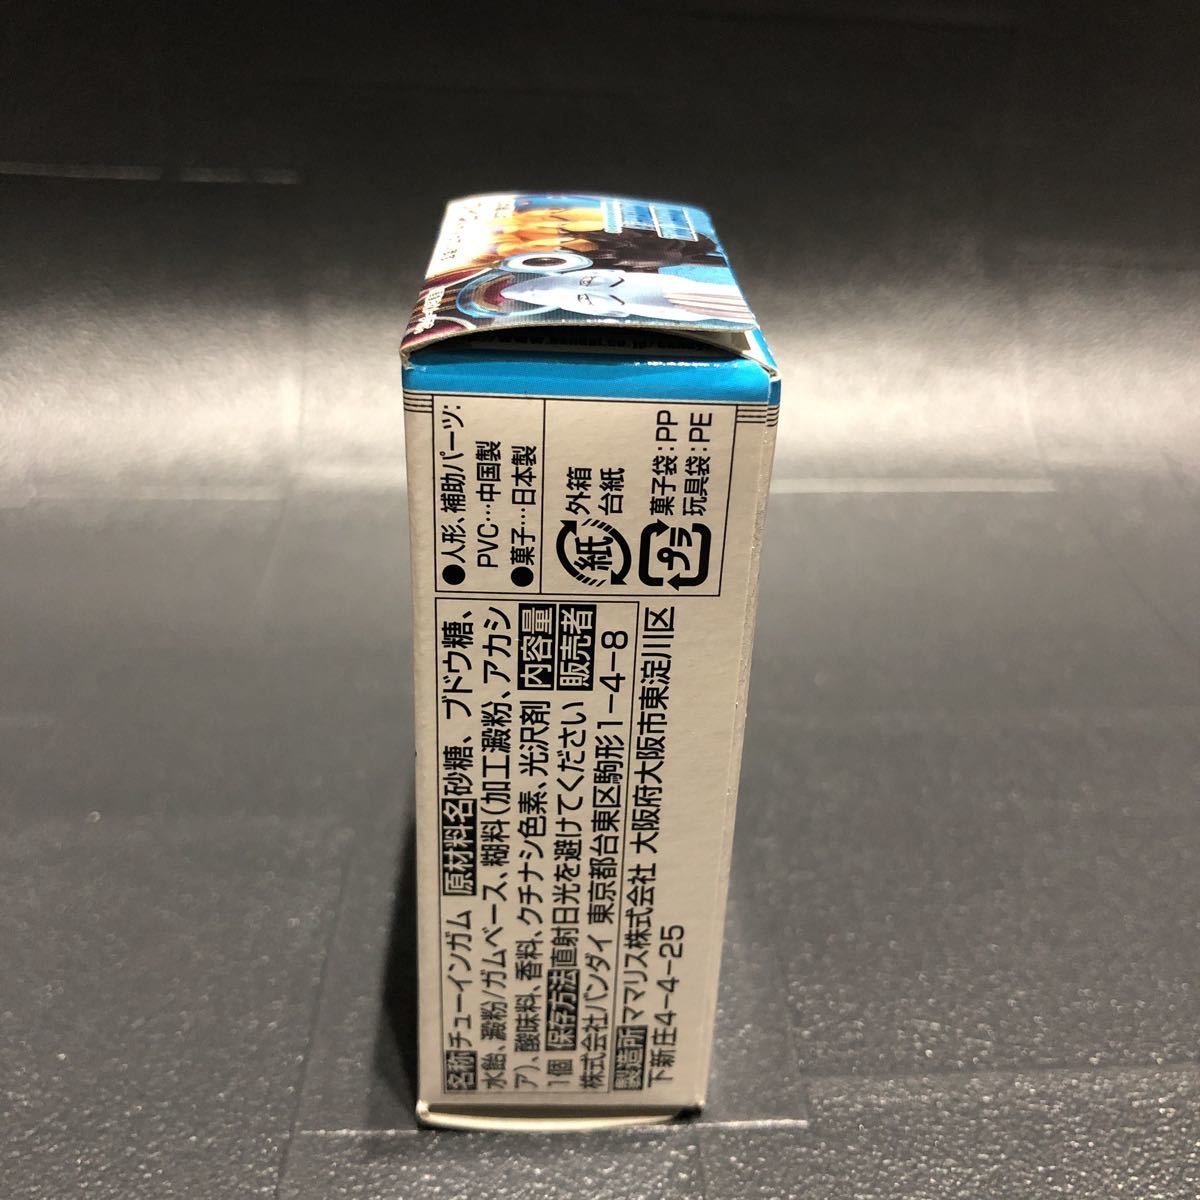 ●人形、補助パーツ:
PVC…中国製
●菓子…日本製
紙 外箱
台紙
プラ 菓子袋:PP
玩具袋:PE
名称 チューインガム 原材料名 砂糖、ブドウ糖、
水飴、澱粉/ガムベース、糊料(加工澱粉、アカシ
ア)、酸味料、香料、クチナシ色素、光沢剤 内容量
1個 保存方法 直射日光を避けてください 販売者
株式会社バンダイ 東京都台東区駒形1-4-8
製造所 ママリス株式会社 大阪府大阪市東淀川区
下新庄4-4-25